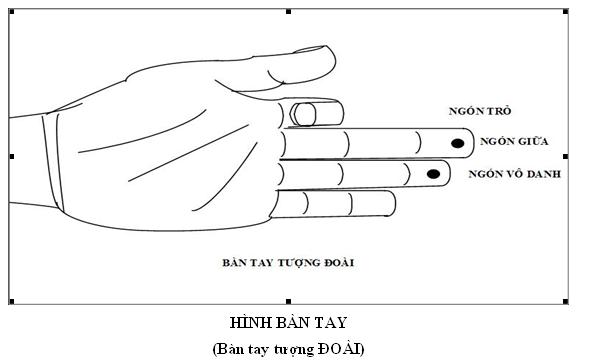 NGÓN TRỎ
NGÓN GIỮA
NGÓN VÔ DANH
BÀN TAY TƯỢNG ĐOÀI
HÌNH BÀN TAY
(Bàn tay tượng ĐOÀI)